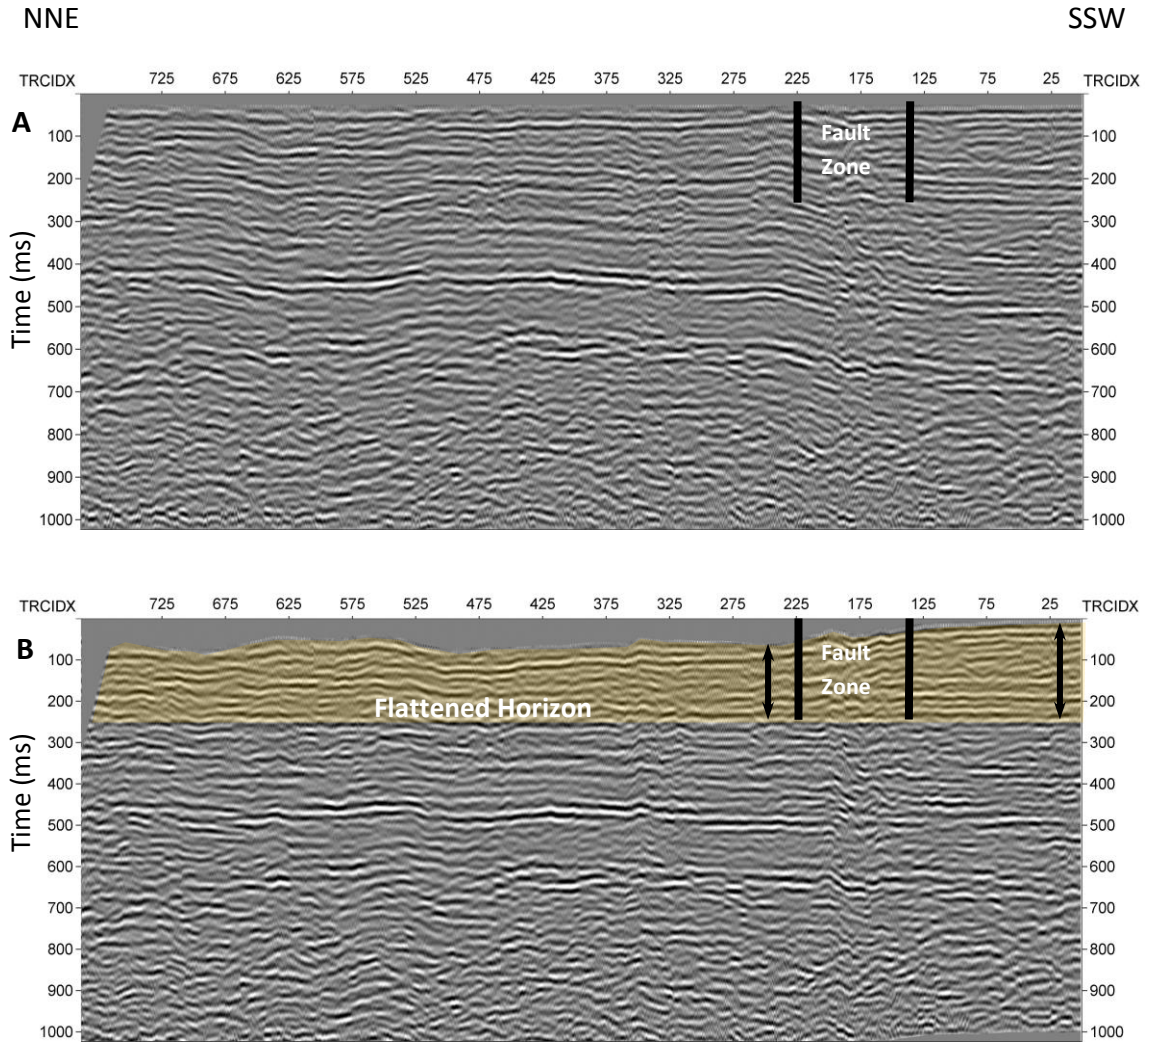 NNE SSW
TRCIDX 725 675 625 575 525 475 425 375 325 275 225 175 125 75 25 TRCIDX
A
Fault
Zone
100 100
200 200
300 300
400 400
500 500
600 600
700 700
800 800
900 900
1000 1000
Time (ms)
TRCIDX 725 675 625 575 525 475 425 375 325 275 225 175 125 75 25 TRCIDX
B
Fault
Zone
Flattened Horizon
100 100
200 200
300 300
400 400
500 500
600 600
700 700
800 800
900 900
1000 1000
Time (ms)